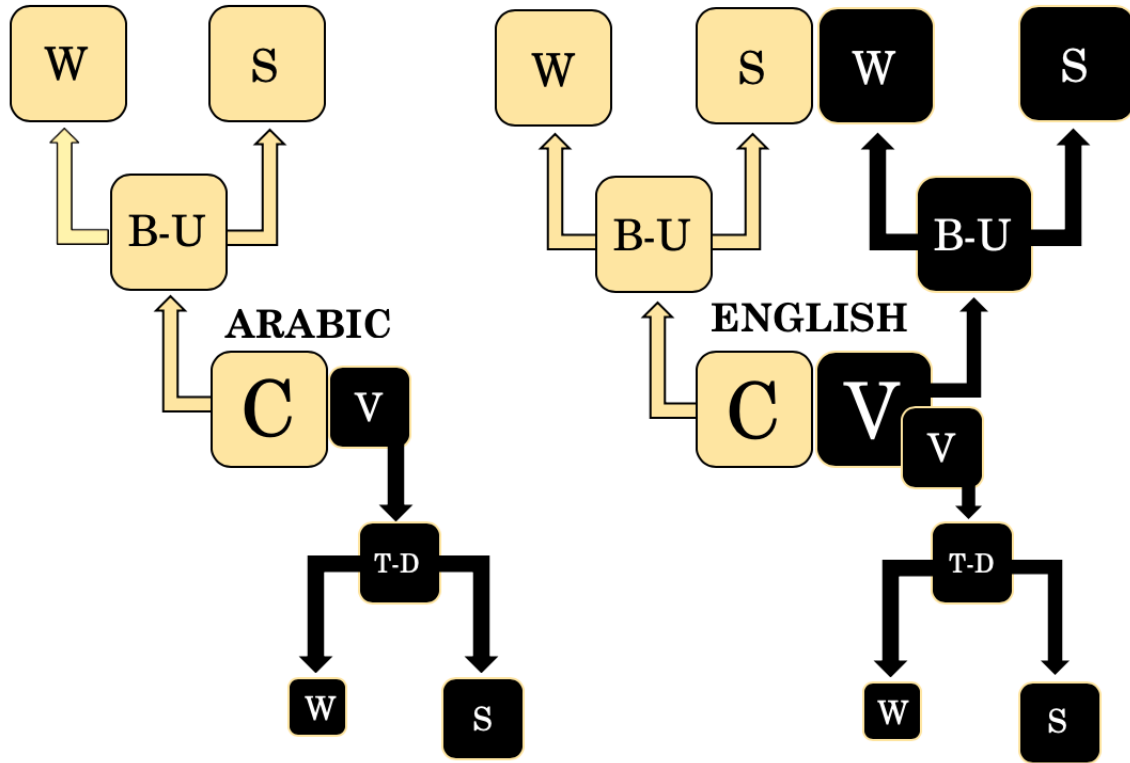 W S W S W S
B-U B-U B-U
ARABIC ENGLISH
C V C V
V
T-D T-D
W S W S